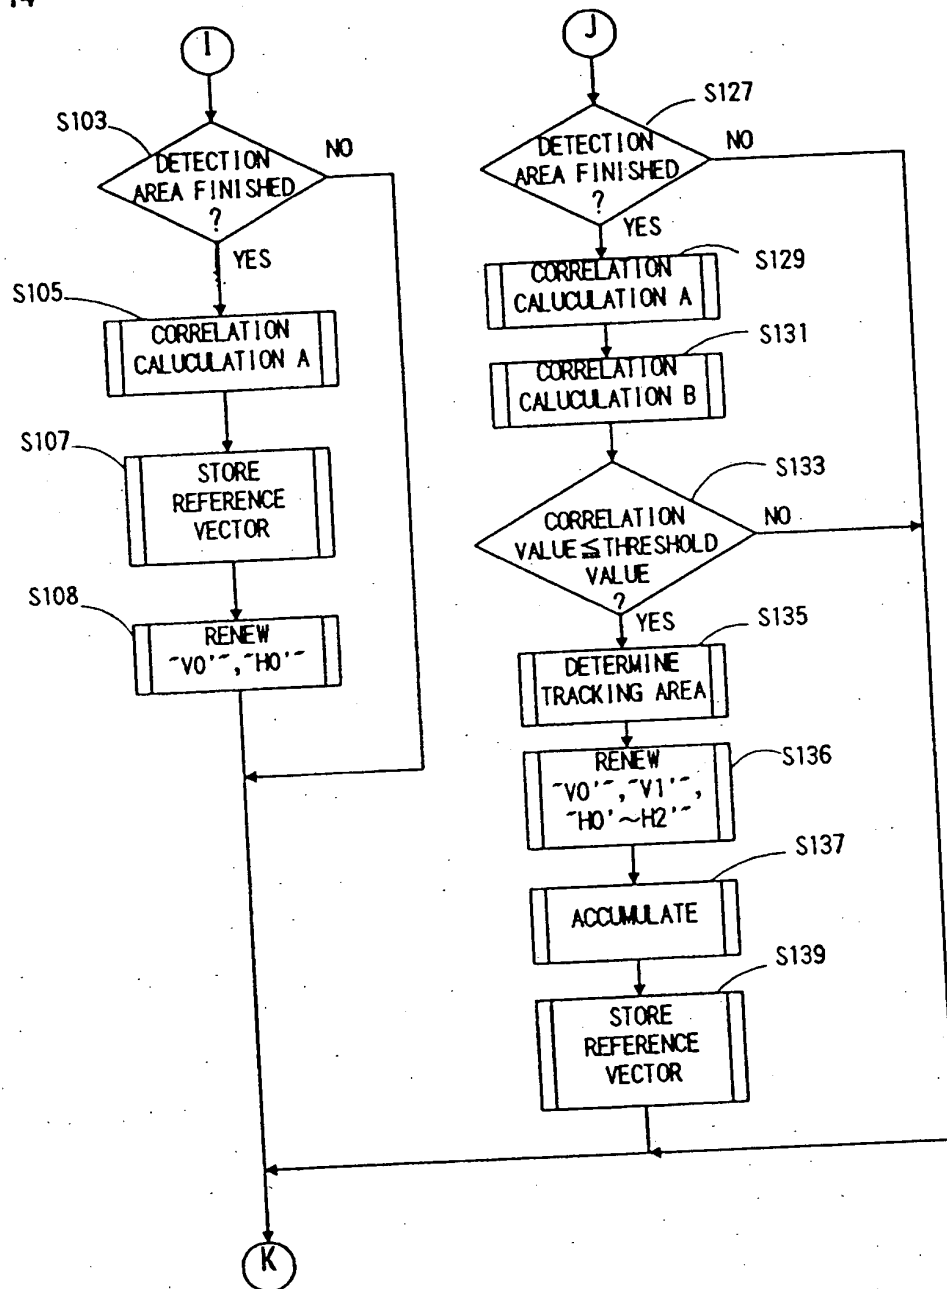 14
I
S103
DETECTION
AREA FINISHED
?
NO
YES
S105
CORRELATION
CALUCULATION A
S107
STORE
REFERENCE
VECTOR
S108
RENEW
"V0'", "H0'"
J
S127
DETECTION
AREA FINISHED
?
NO
YES
S129
CORRELATION
CALUCULATION A
S131
CORRELATION
CALUCULATION B
S133
CORRELATION
VALUE≦THRESHOLD
VALUE
?
NO
YES
S135
DETERMINE
TRACKING AREA
S136
RENEW
"V0'", "V1'",
"H0'~H2'"
S137
ACCUMULATE
S139
STORE
REFERENCE
VECTOR
K